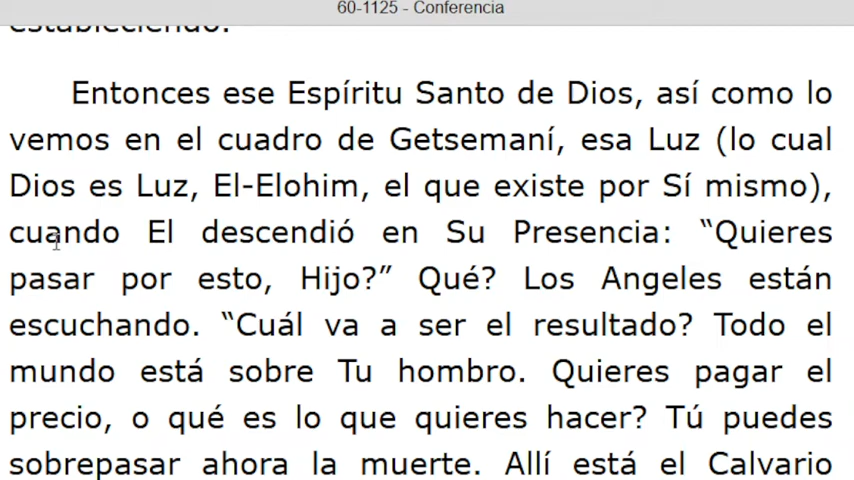 60-1125 - Conferencia
estableciendo.
Entonces ese Espíritu Santo de Dios, así como lo
vemos en el cuadro de Getsemaní, esa Luz (lo cual
Dios es Luz, El-Elohim, el que existe por Sí mismo),
cuando El descendió en Su Presencia: “Quieres
pasar por esto, Hijo?” Qué? Los Angeles están
escuchando. “Cuál va a ser el resultado? Todo el
mundo está sobre Tu hombro. Quieres pagar el
precio, o qué es lo que quieres hacer? Tú puedes
sobrepasar ahora la muerte. Allí está el Calvario